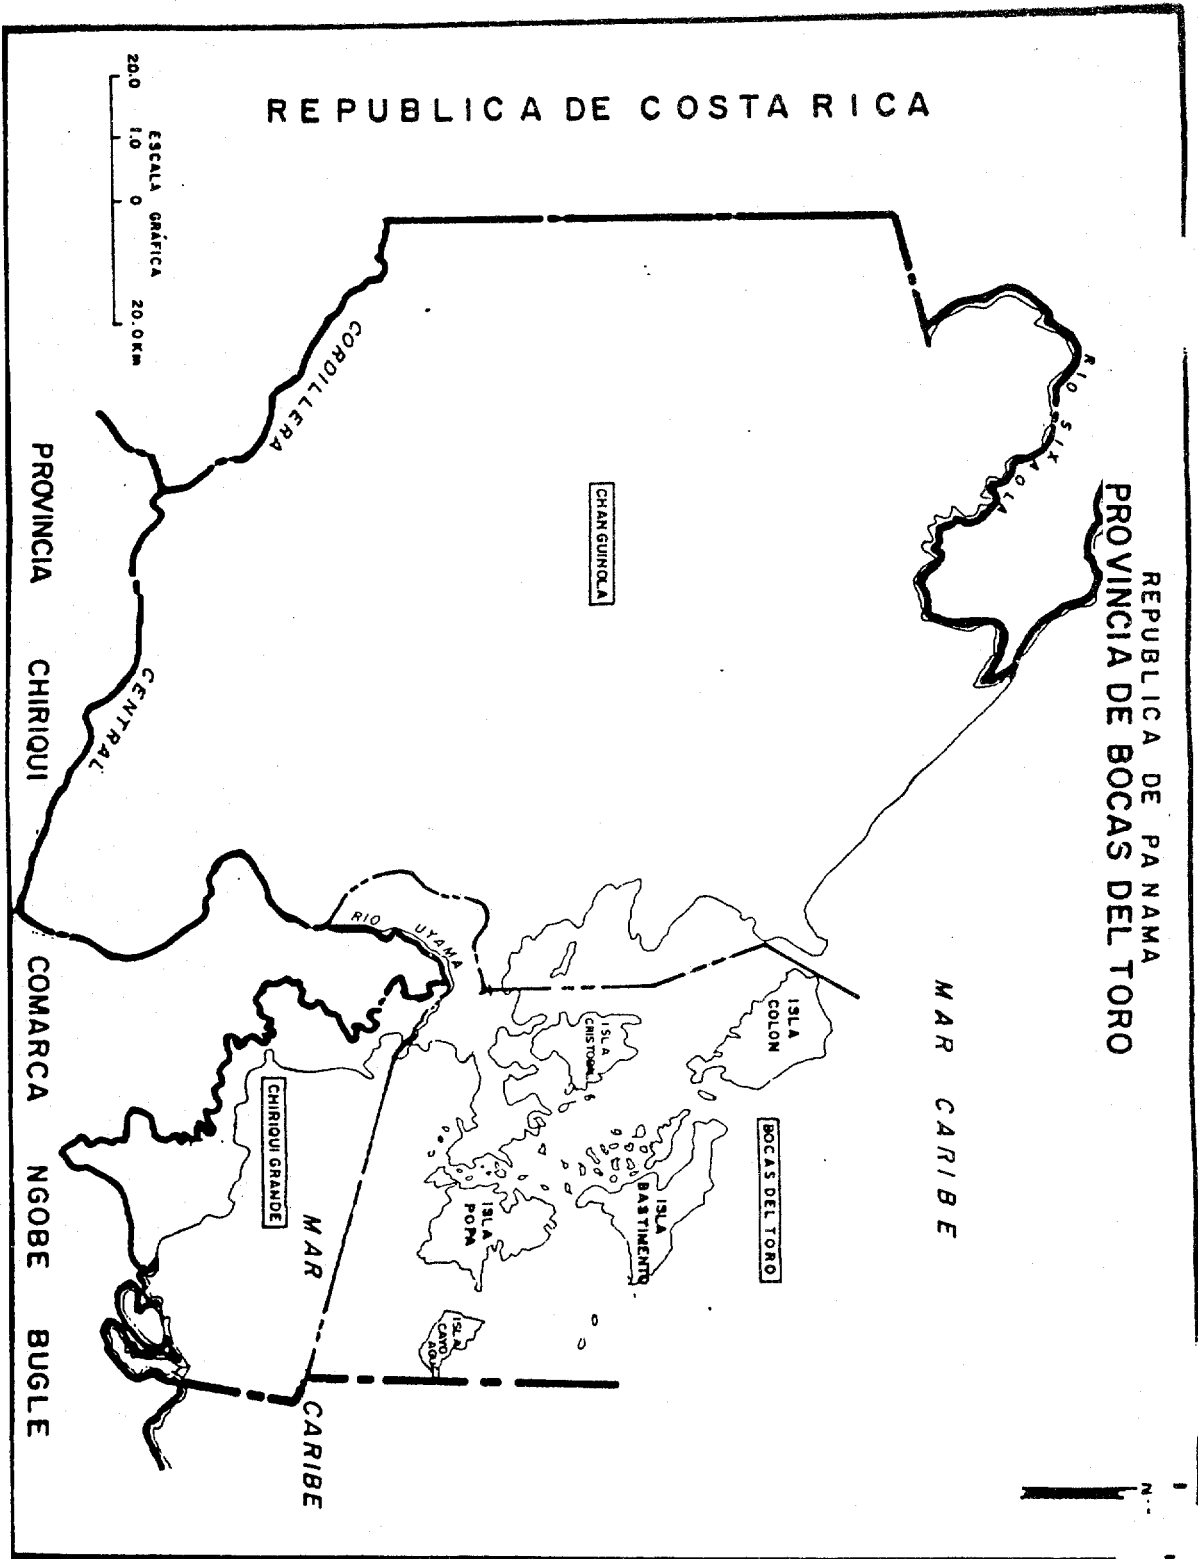 REPUBLICA DE PANAMA
PROVINCIA DE BOCAS DEL TORO
N
MAR CARIBE
RIO SIXAOLA
REPUBLICA DE COSTA RICA
ISLA
COLON
BOCAS DEL TORO
CHANGUINOLA
ISLA
CRISTOBAL
ISLA
BASTIMENTO
ISLA
POPA
ISLA
CAYO
RIO UYAMA
CORDILLERA
CENTRAL
CHIRIQUI GRANDE
MAR CARIBE
ESCALA GRÁFICA
20.0 1.0 0 20.0 Km
PROVINCIA CHIRIQUI COMARCA NGOBE BUGLE